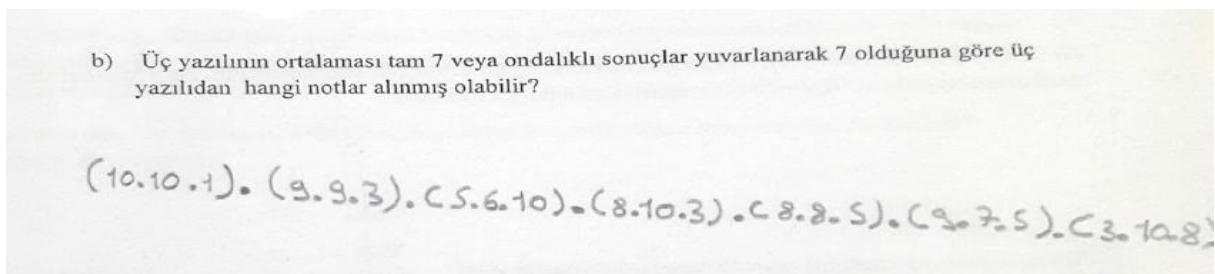 b) Üç yazılının ortalaması tam 7 veya ondalıklı sonuçlar yuvarlanarak 7 olduğuna göre üç
yazılıdan hangi notlar alınmış olabilir?
(10.10.1). (9.9.3). (5.6.10). (8.10.3). (8.8.5). (9.7.5). (3.10.8)